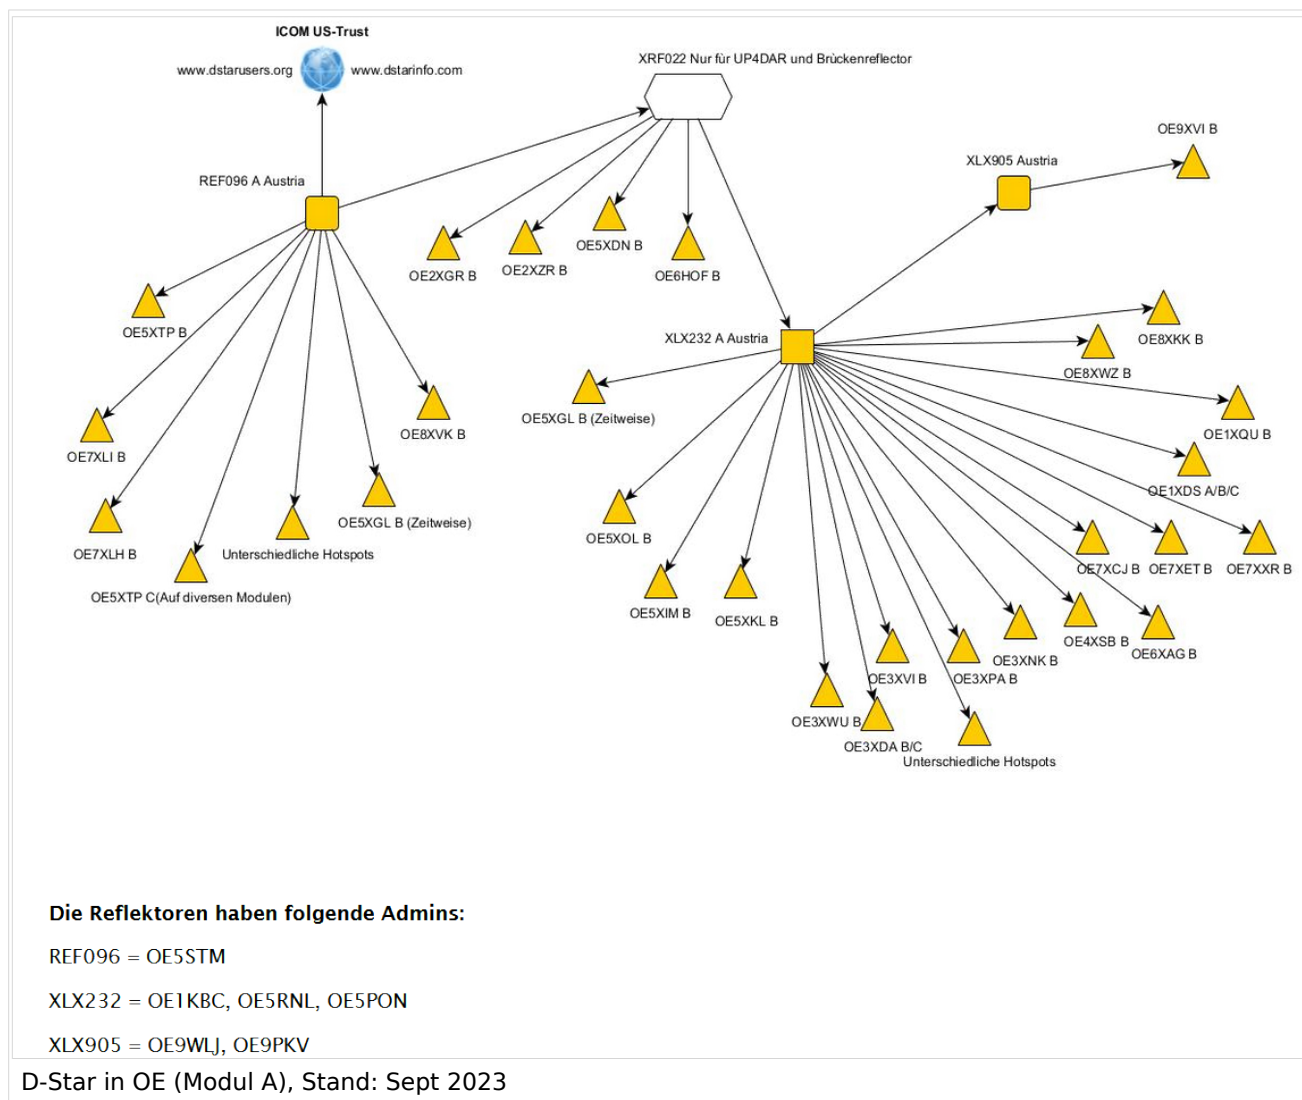 ICOM US-Trust
www.dstarusers.org
www.dstarinfo.com
XRF022 Nur für UP4DAR und Brückenreflector
OE9XVI B
XLX905 Austria
REF096 A Austria
OE5XDN B
OE2XGR B
OE2XZR B
OE6HOF B
OE5XTP B
XLX232 A Austria
OE8XKK B
OE8XWZ B
OE5XGL B (Zeitweise)
OE8XVK B
OE1XQU B
OE7XLI B
OE1XDS A/B/C
OE5XGL B (Zeitweise)
OE5XOL B
OE7XLH B
Unterschiedliche Hotspots
OE7XCJ B
OE7XET B
OE7XXR B
OE5XTP C(Auf diversen Modulen)
OE5XIM B
OE5XKL B
OE4XSB B
OE6XAG B
OE3XNK B
OE3XVI B
OE3XPA B
OE3XWU B
OE3XDA B/C
Unterschiedliche Hotspots
Die Reflektoren haben folgende Admins:
REF096 = OE5STM
XLX232 = OE1KBC, OE5RNL, OE5PON
XLX905 = OE9WLJ, OE9PKV
D-Star in OE (Modul A), Stand: Sept 2023